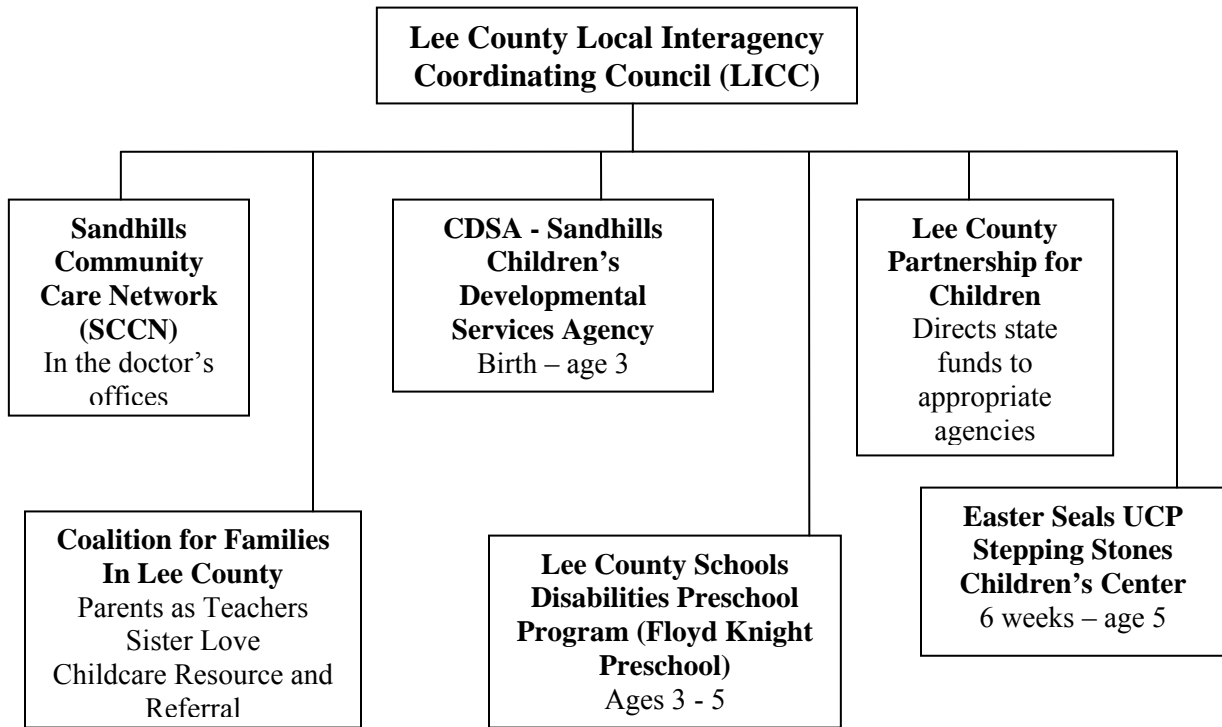 Lee County Local Interagency
Coordinating Council (LICC)
Sandhills
Community
Care Network
(SCCN)
In the doctor’s
offices
CDSA - Sandhills
Children’s
Developmental
Services Agency
Birth – age 3
Lee County
Partnership for
Children
Directs state
funds to
appropriate
agencies
Coalition for Families
In Lee County
Parents as Teachers
Sister Love
Childcare Resource and
Referral
Lee County Schools
Disabilities Preschool
Program (Floyd Knight
Preschool)
Ages 3 - 5
Easter Seals UCP
Stepping Stones
Children’s Center
6 weeks – age 5